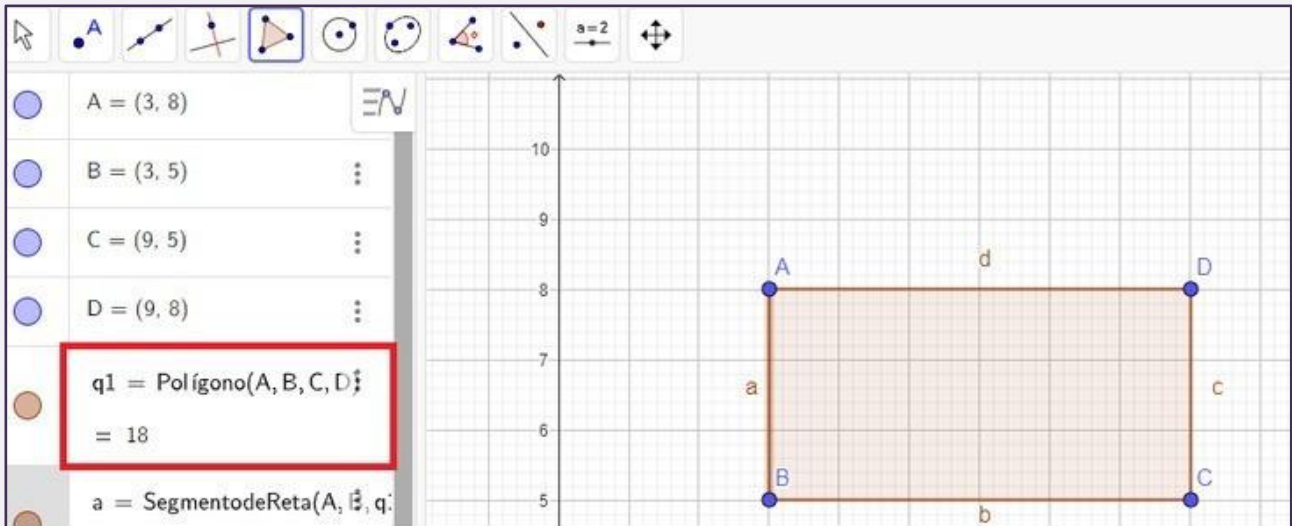 A
a=2
A = (3, 8)
B = (3, 5)
C = (9, 5)
D = (9, 8)
q1 = Polígono(A, B, C, D)
= 18
a = SegmentodeReta(A, B, q1
10
9
8
7
6
5
A
d
D
a
c
B
C
b